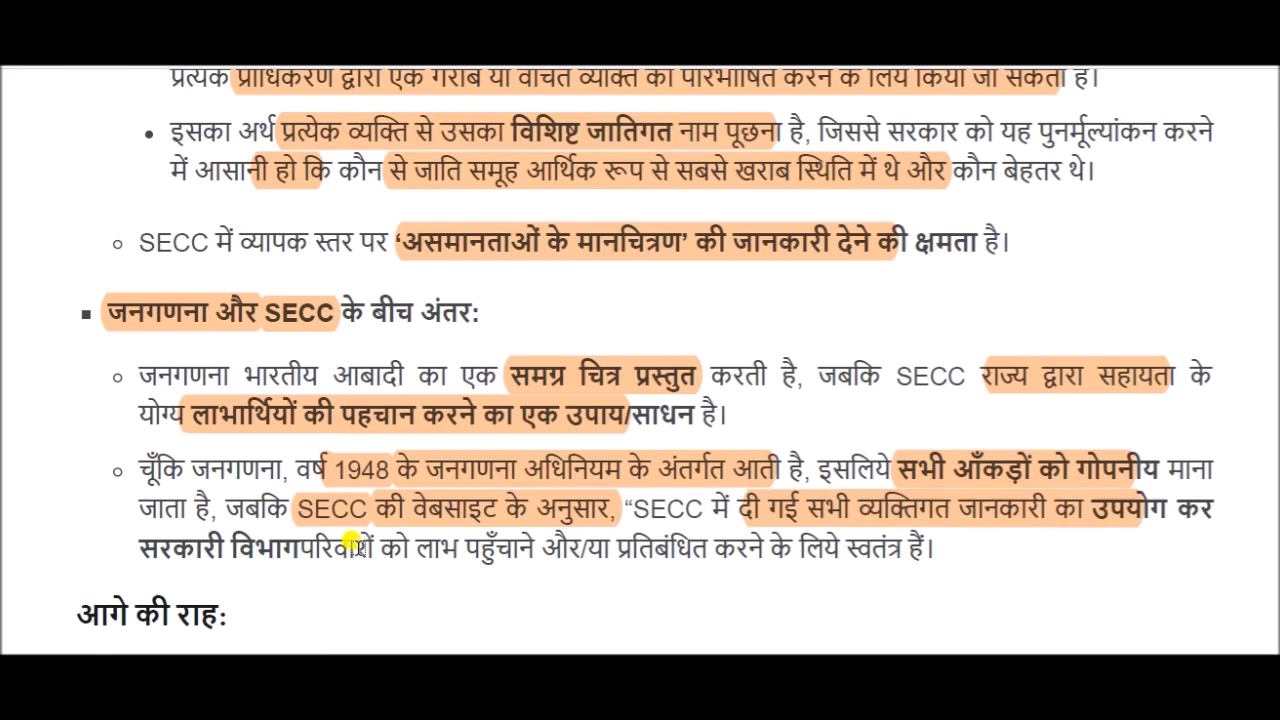 प्रत्येक प्राधिकरण द्वारा एक गरीब या वंचित व्यक्ति को परिभाषित करने के लिये किया जा सकता है।
• इसका अर्थ प्रत्येक व्यक्ति से उसका विशिष्ट जातिगत नाम पूछना है, जिससे सरकार को यह पुनर्मूल्यांकन करने
में आसानी हो कि कौन से जाति समूह आर्थिक रूप से सबसे खराब स्थिति में थे और कौन बेहतर थे।
○ SECC में व्यापक स्तर पर ‘असमानताओं के मानचित्रण’ की जानकारी देने की क्षमता है।
▪ जनगणना और SECC के बीच अंतर:
○ जनगणना भारतीय आबादी का एक समग्र चित्र प्रस्तुत करती है, जबकि SECC राज्य द्वारा सहायता के
योग्य लाभार्थियों की पहचान करने का एक उपाय/साधन है।
○ चूँकि जनगणना, वर्ष 1948 के जनगणना अधिनियम के अंतर्गत आती है, इसलिये सभी आँकड़ों को गोपनीय माना
जाता है, जबकि SECC की वेबसाइट के अनुसार, “SECC में दी गई सभी व्यक्तिगत जानकारी का उपयोग कर
सरकारी विभागपरिवारों को लाभ पहुँचाने और/या प्रतिबंधित करने के लिये स्वतंत्र हैं।
आगे की राह: